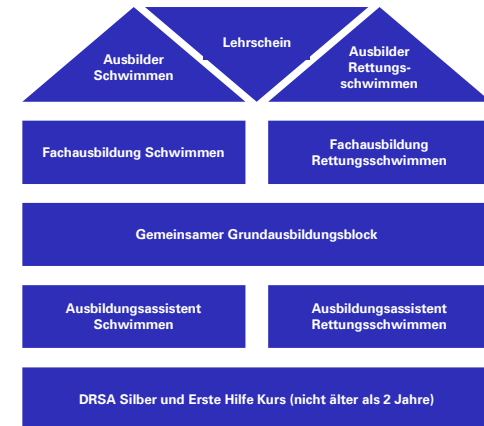 Ausbilder
Schwimmen
Lehrschein
Ausbilder
Rettungs-
schwimmen
Fachausbildung Schwimmen
Fachausbildung
Rettungsschwimmen
Gemeinsamer Grundausbildungsblock
Ausbildungsassistent
Schwimmen
Ausbildungsassistent
Rettungsschwimmen
DRSA Silber und Erste Hilfe Kurs (nicht älter als 2 Jahre)